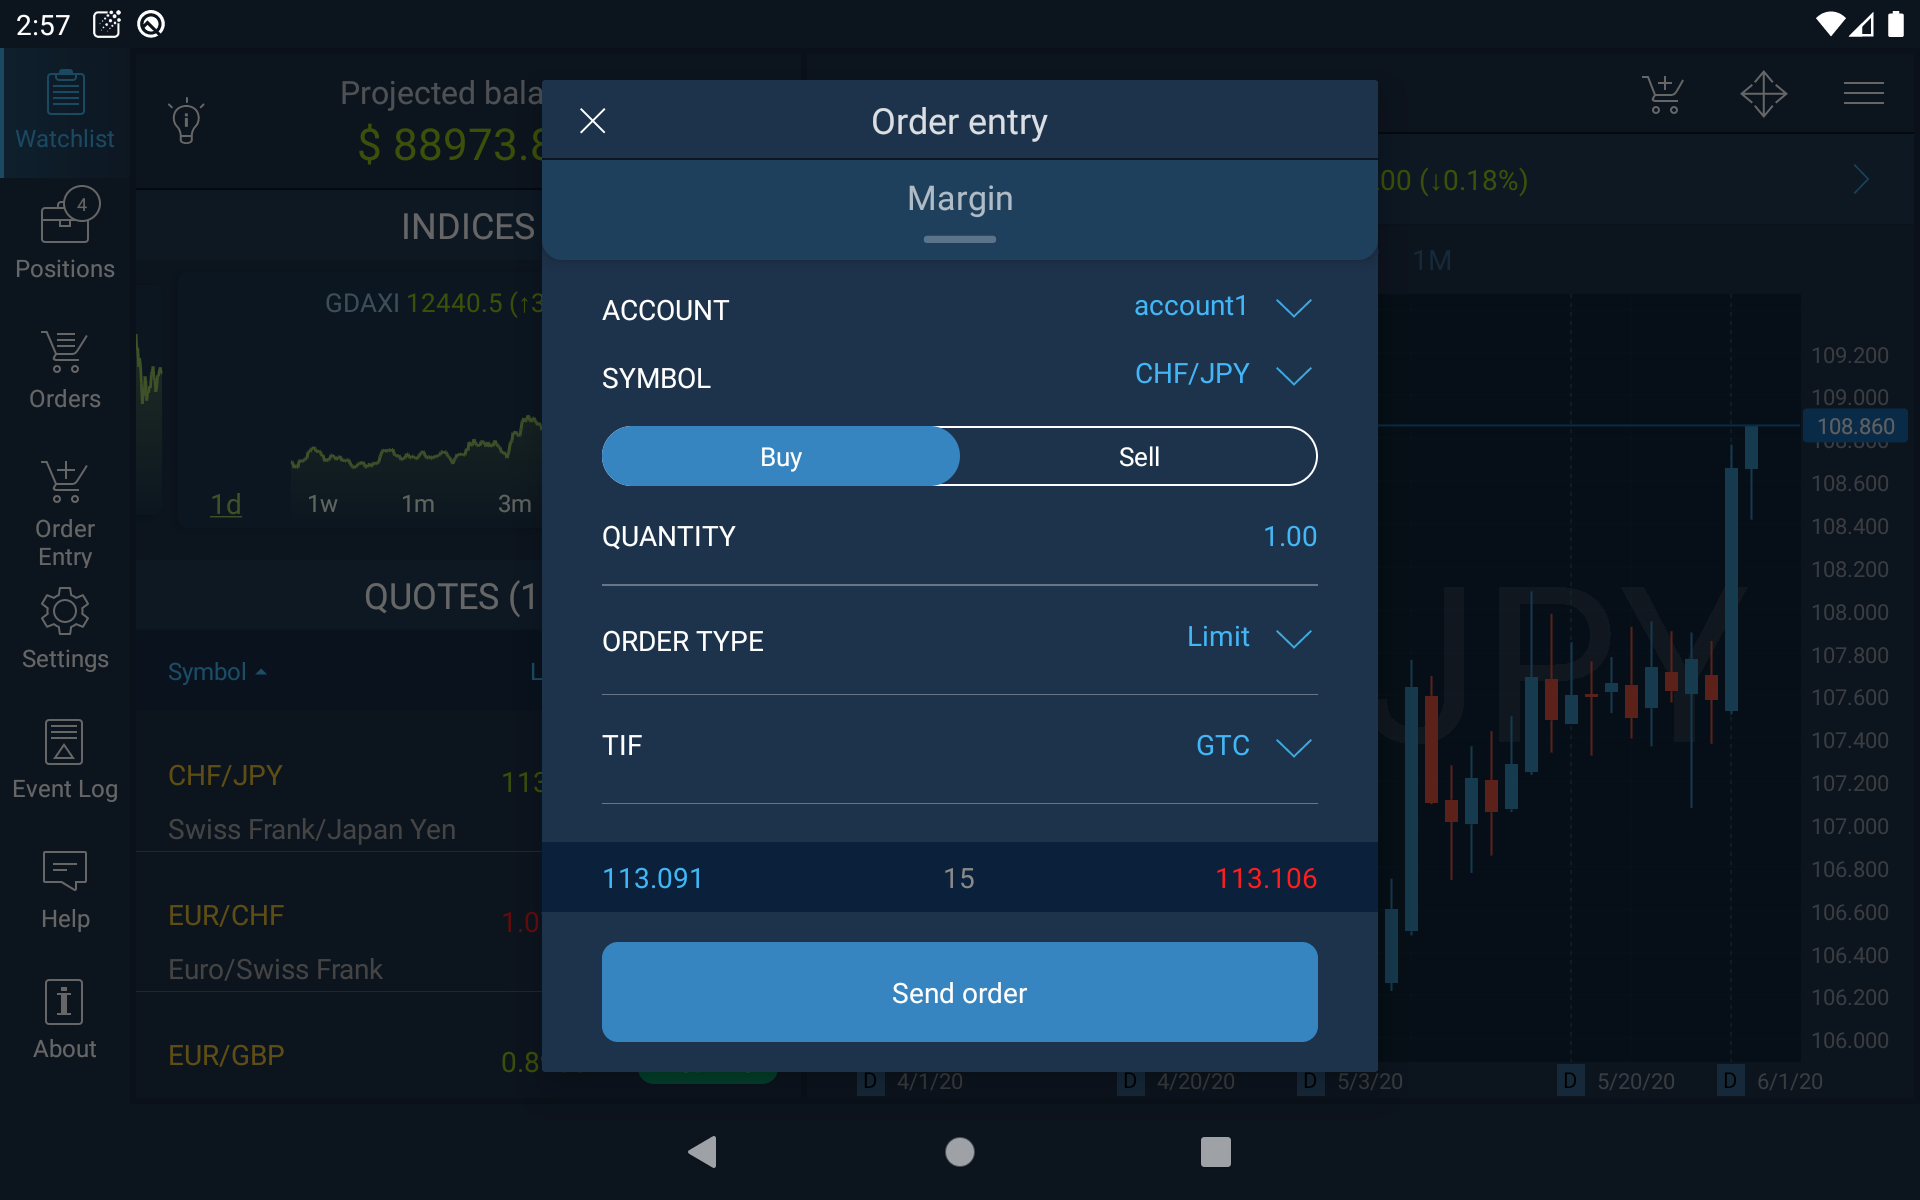 2:57
Watchlist
4
Positions
Orders
Order
Entry
Settings
Event Log
Help
About
Projected bala
$ 88973.8
INDICES
GDAXI 12440.5 (↑3
1d 1w 1m 3m
QUOTES (1
Symbol L
CHF/JPY 113
Swiss Frank/Japan Yen
EUR/CHF 1.0
Euro/Swiss Frank
EUR/GBP 0.8
Order entry
Margin
ACCOUNT account1
SYMBOL CHF/JPY
Buy Sell
QUANTITY 1.00
ORDER TYPE Limit
TIF GTC
113.091 15 113.106
Send order
00 (↓0.18%)
1M
JPY
109.200
109.000
108.860
108.800
108.600
108.400
108.200
108.000
107.800
107.600
107.400
107.200
107.000
106.800
106.600
106.400
106.200
106.000
D 4/1/20 D 4/20/20 D 5/3/20 D 5/20/20 D 6/1/20